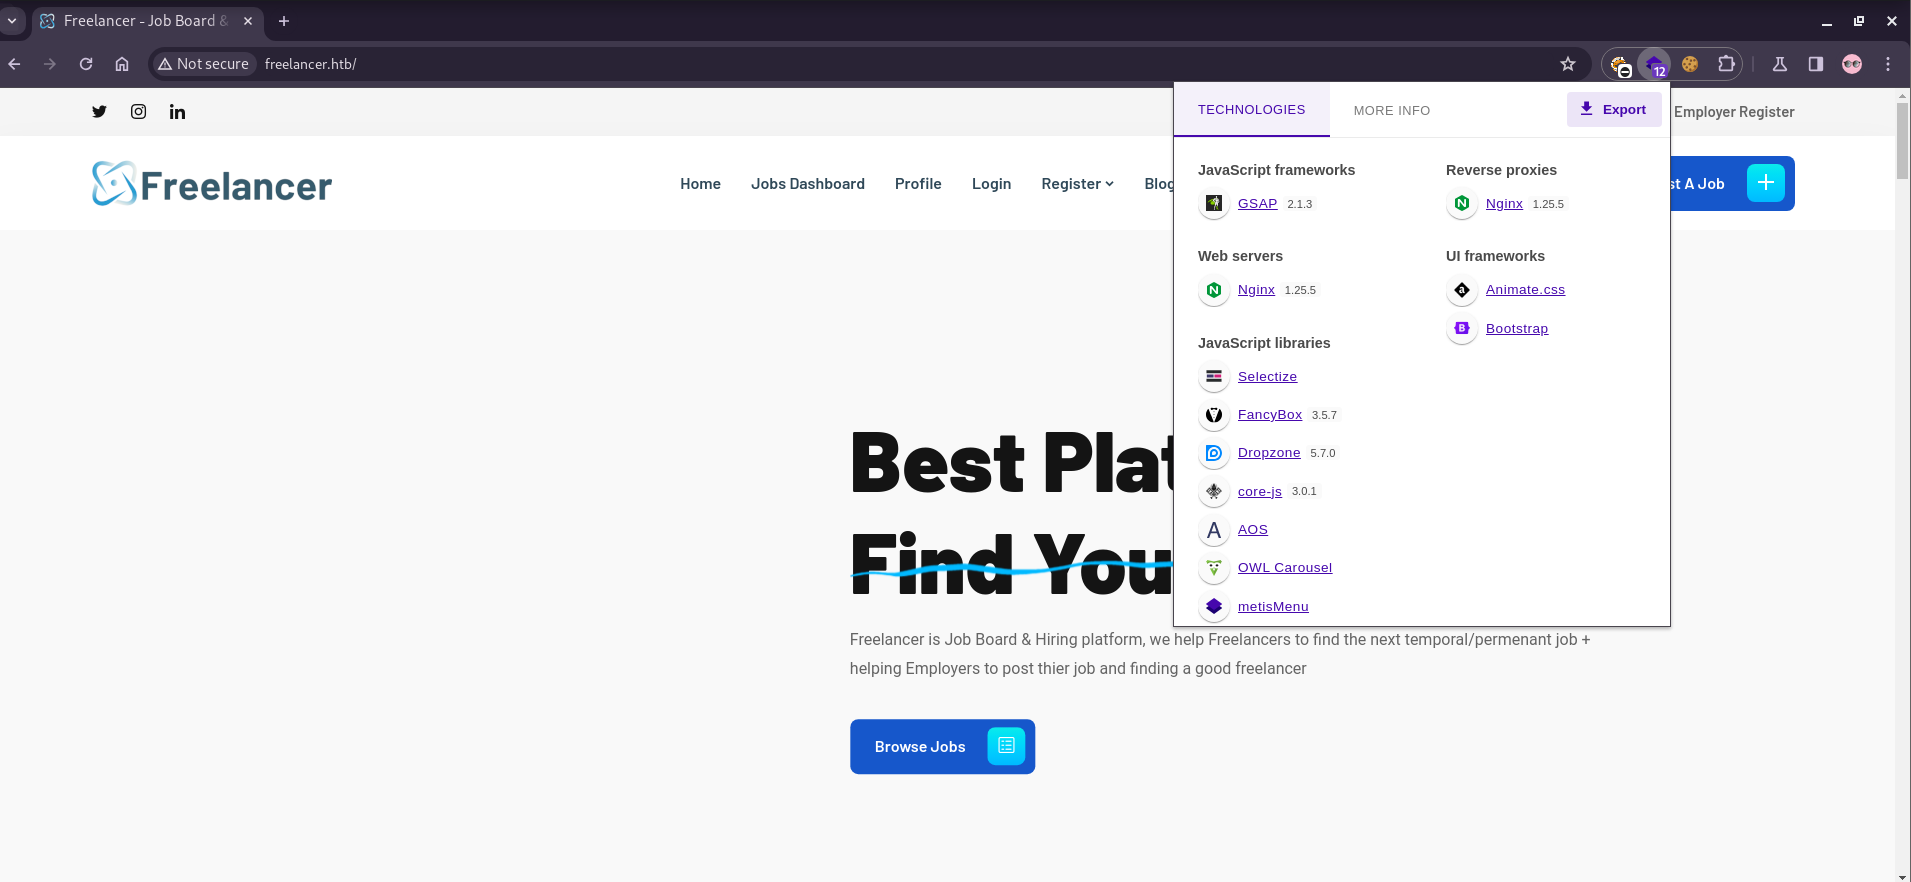 Freelancer - Job Board &
Not secure
freelancer.htb/
12
TECHNOLOGIES
MORE INFO
Export
Employer Register
Freelancer
Home
Jobs Dashboard
Profile
Login
Register
Blog
st A Job
JavaScript frameworks
GSAP 2.1.3
Reverse proxies
Nginx 1.25.5
Web servers
Nginx 1.25.5
UI frameworks
Animate.css
Bootstrap
JavaScript libraries
Selectize
FancyBox 3.5.7
Dropzone 5.7.0
core-js 3.0.1
AOS
OWL Carousel
metisMenu
Best Plat
Find You
Freelancer is Job Board & Hiring platform, we help Freelancers to find the next temporal/permenant job +
helping Employers to post thier job and finding a good freelancer
Browse Jobs